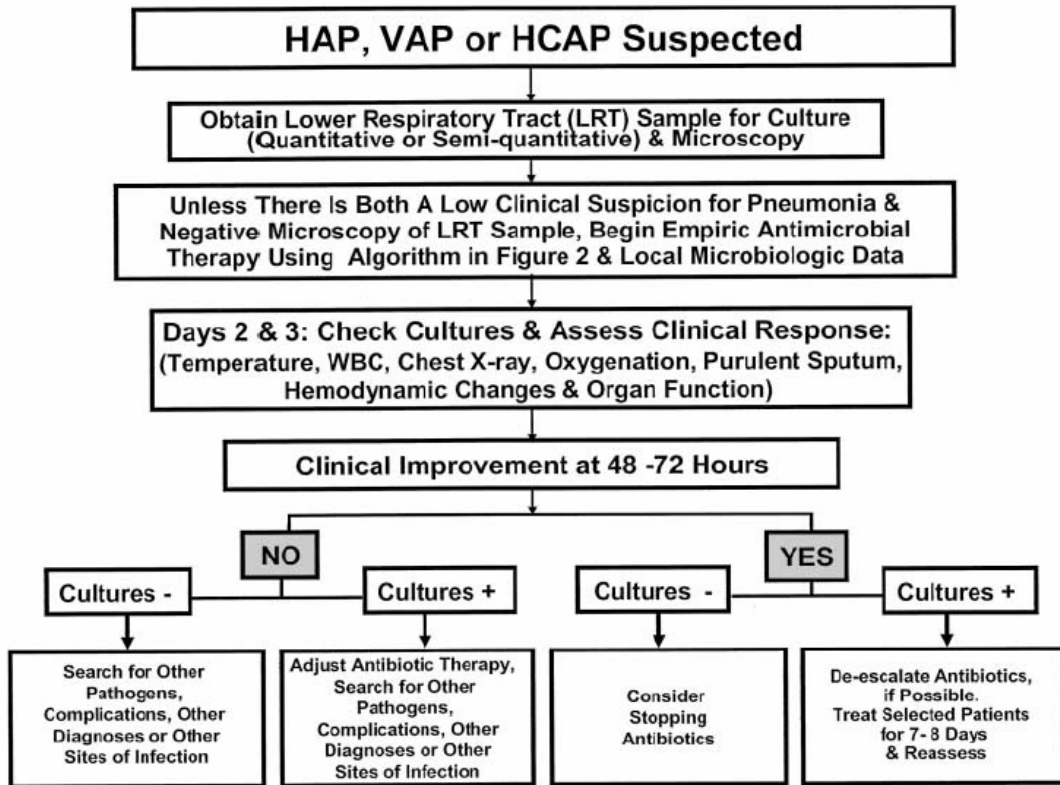 HAP, VAP or HCAP Suspected
Obtain Lower Respiratory Tract (LRT) Sample for Culture
(Quantitative or Semi-quantitative) & Microscopy
Unless There Is Both A Low Clinical Suspicion for Pneumonia &
Negative Microscopy of LRT Sample, Begin Empiric Antimicrobial
Therapy Using Algorithm in Figure 2 & Local Microbiologic Data
Days 2 & 3: Check Cultures & Assess Clinical Response:
(Temperature, WBC, Chest X-ray, Oxygenation, Purulent Sputum,
Hemodynamic Changes & Organ Function)
Clinical Improvement at 48 -72 Hours
NO
YES
Cultures -
Cultures +
Cultures -
Cultures +
Search for Other
Pathogens,
Complications, Other
Diagnoses or Other
Sites of Infection
Adjust Antibiotic Therapy,
Search for Other
Pathogens,
Complications, Other
Diagnoses or Other
Sites of Infection
Consider
Stopping
Antibiotics
De-escalate Antibiotics,
if Possible.
Treat Selected Patients
for 7- 8 Days
& Reassess